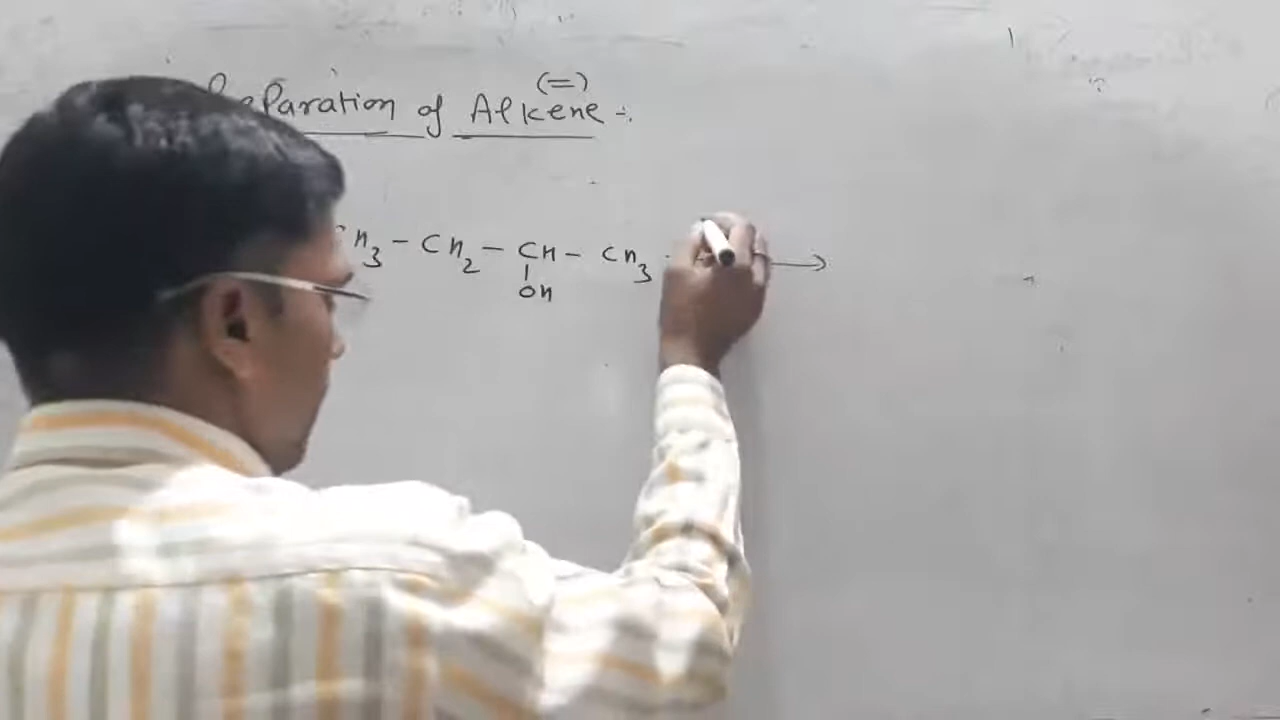 (=)
Preparation of Alkene :-
CH3 - CH2 - CH - CH3 →
|
OH